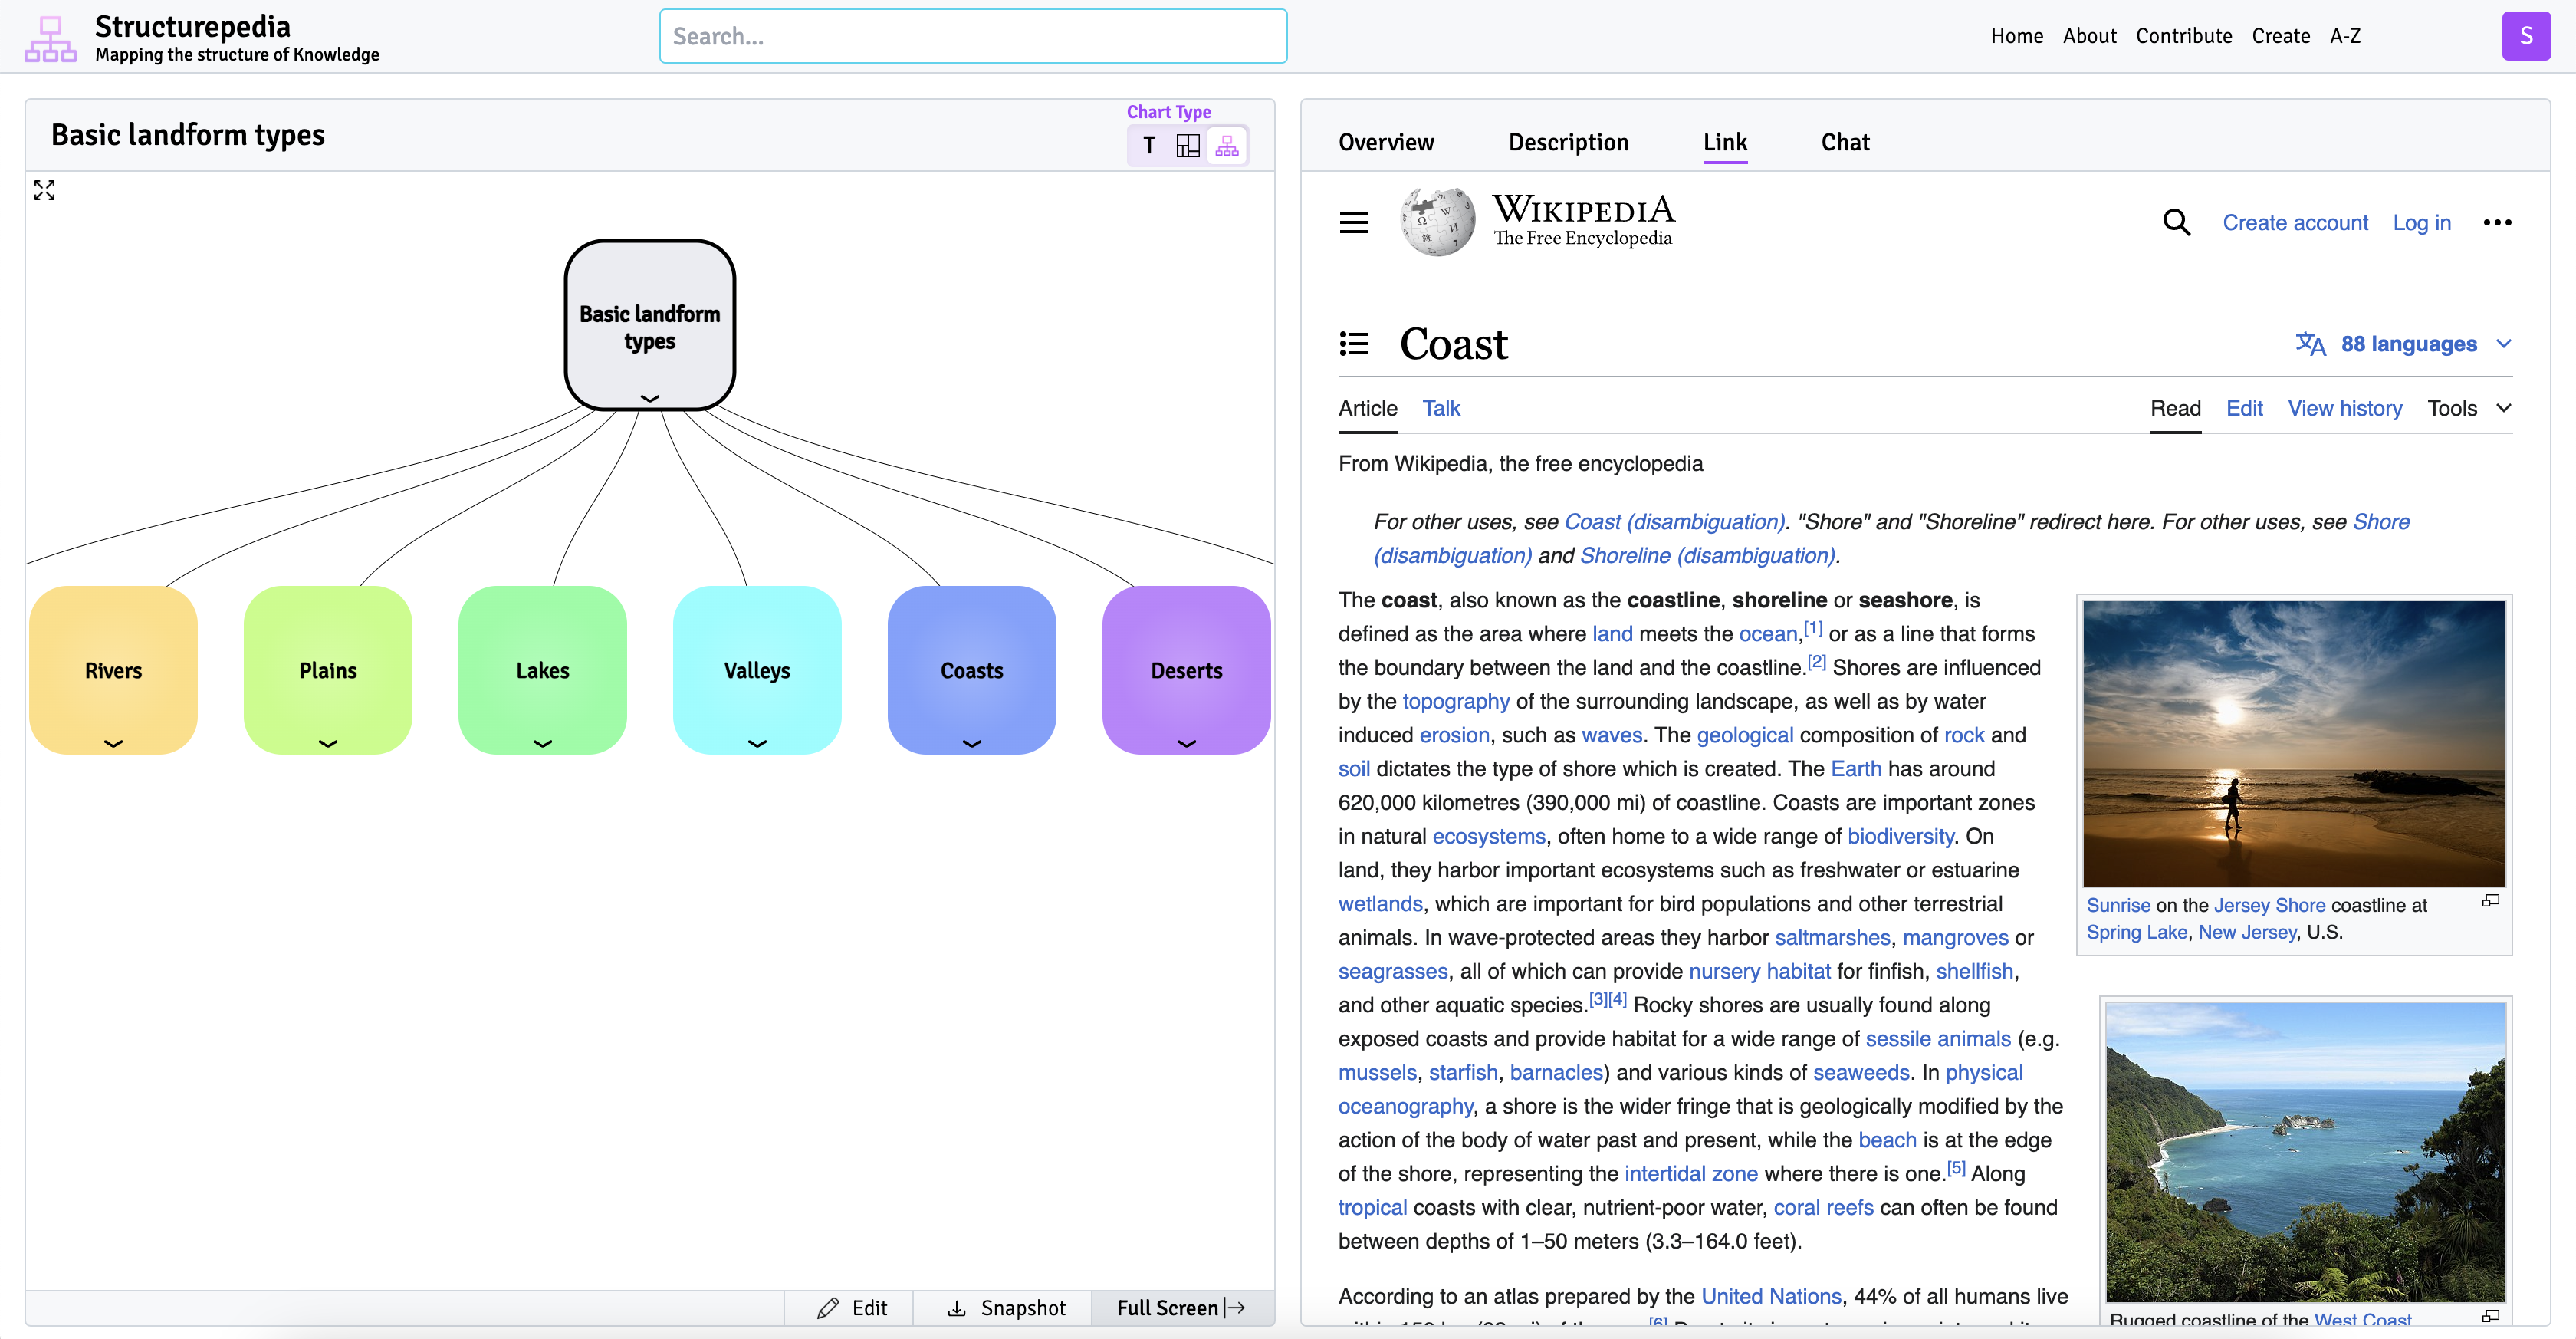 Structurepedia
Mapping the structure of Knowledge
Search...
Home About Contribute Create A-Z
S
Basic landform types
Chart Type
T
Basic landform
types
Rivers
Plains
Lakes
Valleys
Coasts
Deserts
Edit
Snapshot
Full Screen
Overview
Description
Link
Chat
WIKIPEDIA
The Free Encyclopedia
Create account
Log in
Coast
88 languages
Article
Talk
Read
Edit
View history
Tools
From Wikipedia, the free encyclopedia
For other uses, see Coast (disambiguation). "Shore" and "Shoreline" redirect here. For other uses, see Shore
(disambiguation) and Shoreline (disambiguation).
The coast, also known as the coastline, shoreline or seashore, is
defined as the area where land meets the ocean,[1] or as a line that forms
the boundary between the land and the coastline.[2] Shores are influenced
by the topography of the surrounding landscape, as well as by water
induced erosion, such as waves. The geological composition of rock and
soil dictates the type of shore which is created. The Earth has around
620,000 kilometres (390,000 mi) of coastline. Coasts are important zones
in natural ecosystems, often home to a wide range of biodiversity. On
land, they harbor important ecosystems such as freshwater or estuarine
wetlands, which are important for bird populations and other terrestrial
animals. In wave-protected areas they harbor saltmarshes, mangroves or
seagrasses, all of which can provide nursery habitat for finfish, shellfish,
and other aquatic species.[3][4] Rocky shores are usually found along
exposed coasts and provide habitat for a wide range of sessile animals (e.g.
mussels, starfish, barnacles) and various kinds of seaweeds. In physical
oceanography, a shore is the wider fringe that is geologically modified by the
action of the body of water past and present, while the beach is at the edge
of the shore, representing the intertidal zone where there is one.[5] Along
tropical coasts with clear, nutrient-poor water, coral reefs can often be found
between depths of 1–50 meters (3.3–164.0 feet).
According to an atlas prepared by the United Nations, 44% of all humans live
Sunrise on the Jersey Shore coastline at
Spring Lake, New Jersey, U.S.
Rugged coastline of the West Coast